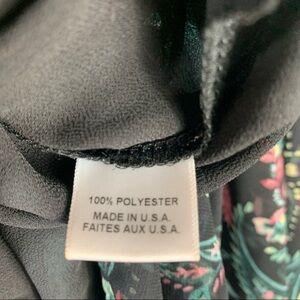 100% POLYESTER
MADE IN U.S.A.
FAITES AUX U.S.A.